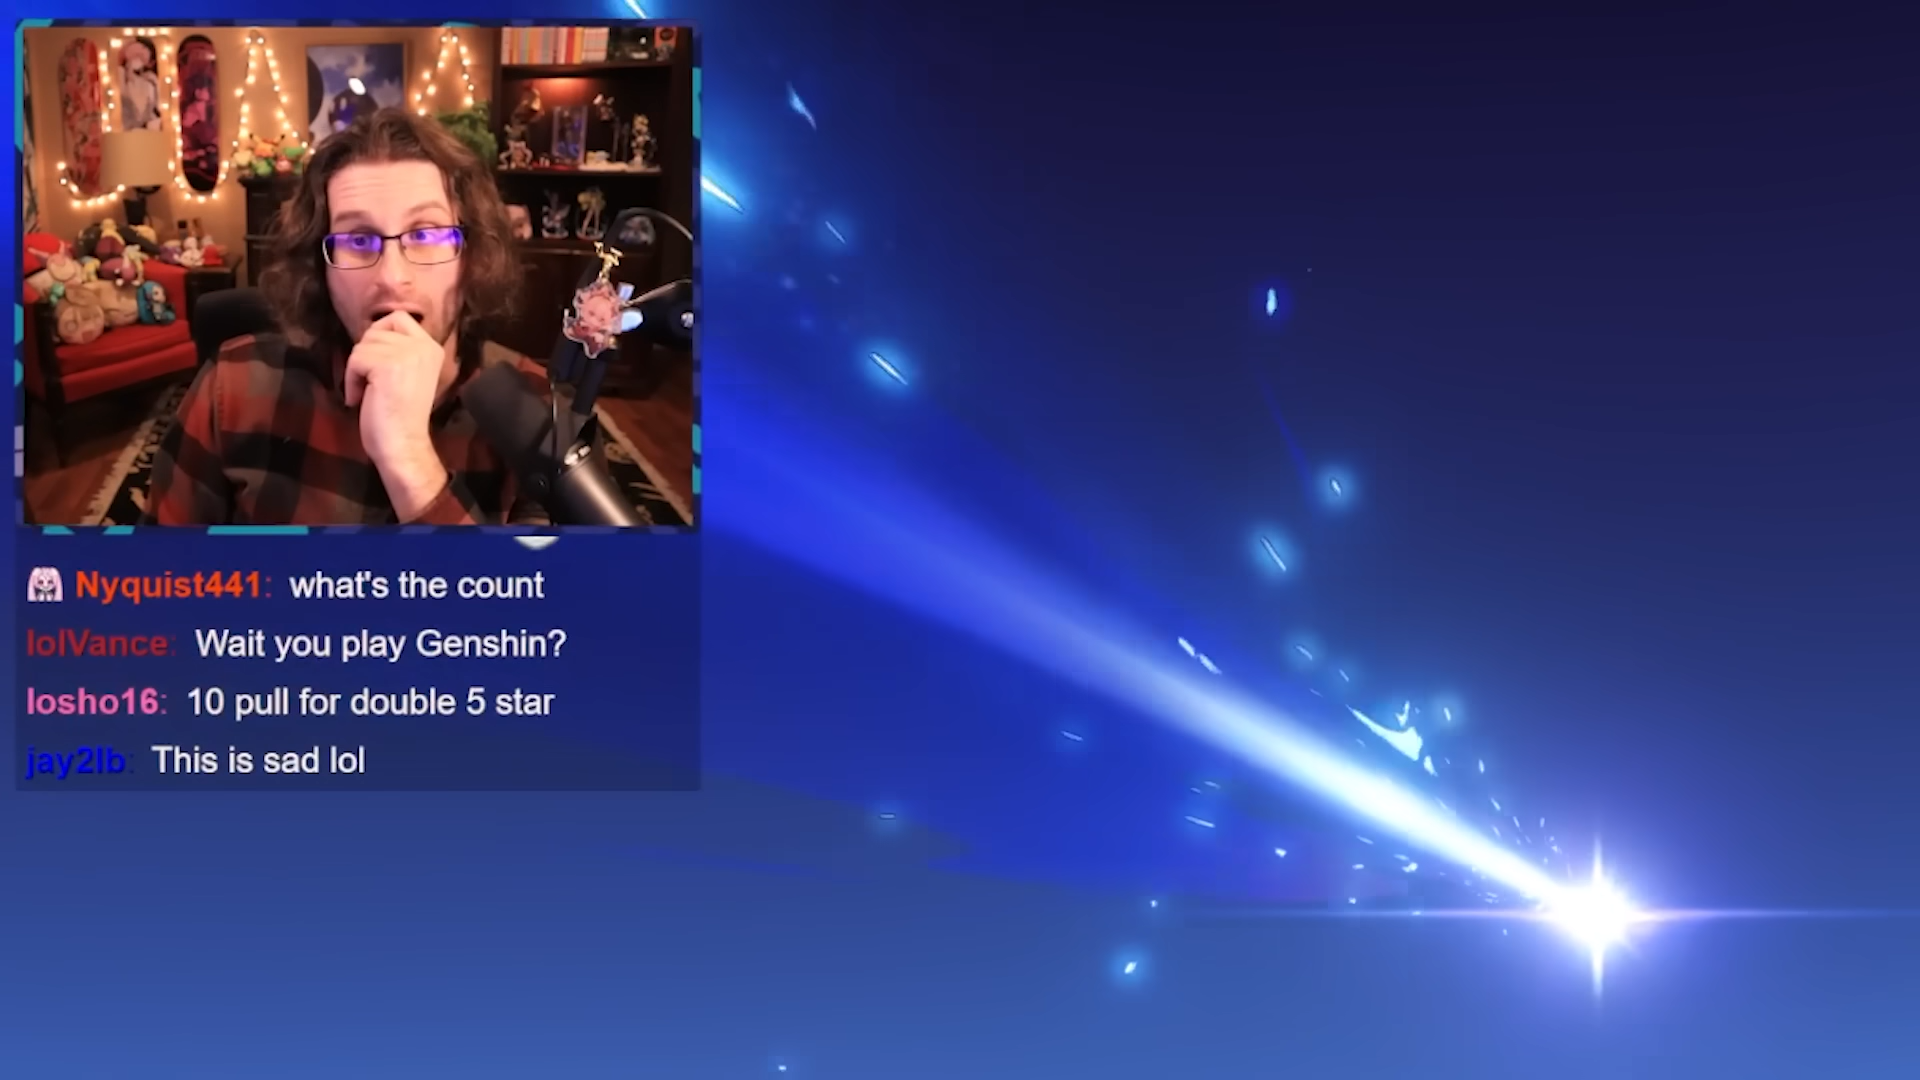 Nyquist441: what's the count
lolVance: Wait you play Genshin?
losho16: 10 pull for double 5 star
jay2lb: This is sad lol